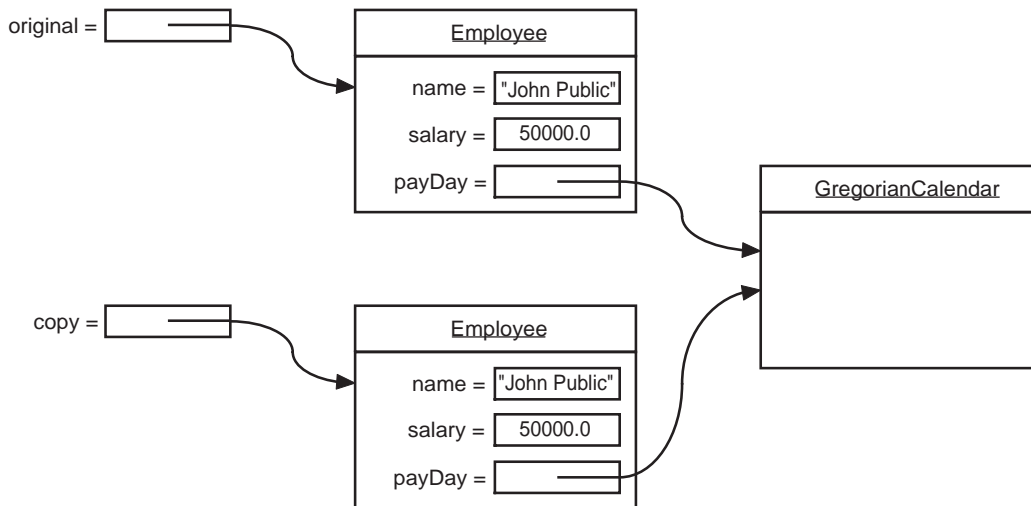 original =
Employee
name = "John Public"
salary = 50000.0
payDay =
GregorianCalendar
copy =
Employee
name = "John Public"
salary = 50000.0
payDay =